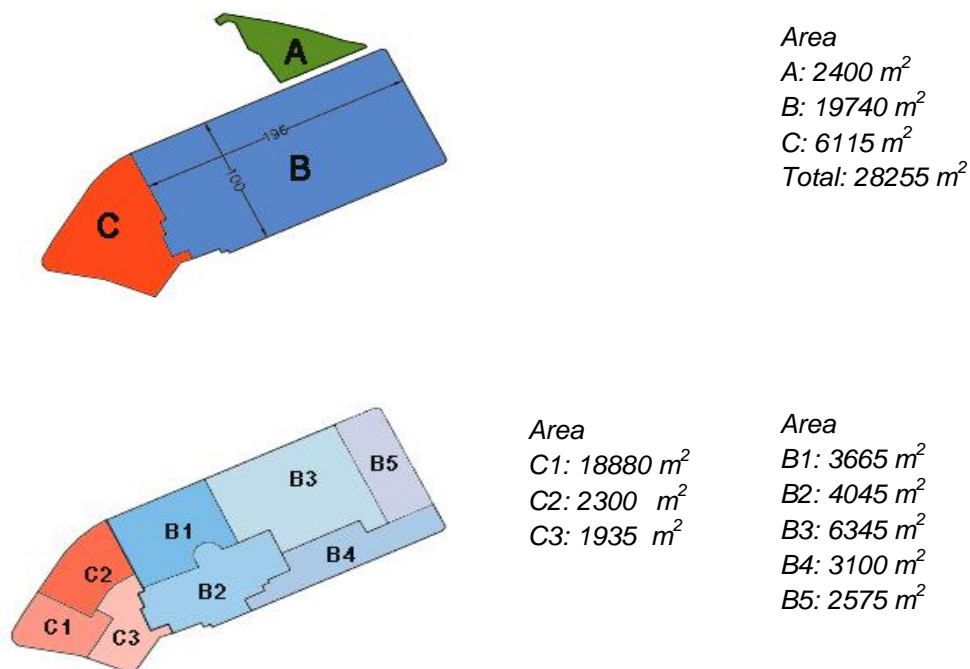 A
Area
A: 2400 m²
B: 19740 m²
C: 6115 m²
Total: 28255 m²
195
100
B
C
Area
C1: 18880 m²
C2: 2300 m²
C3: 1935 m²
Area
B1: 3665 m²
B2: 4045 m²
B3: 6345 m²
B4: 3100 m²
B5: 2575 m²
B5
B3
B1
B4
C2
B2
C1
C3